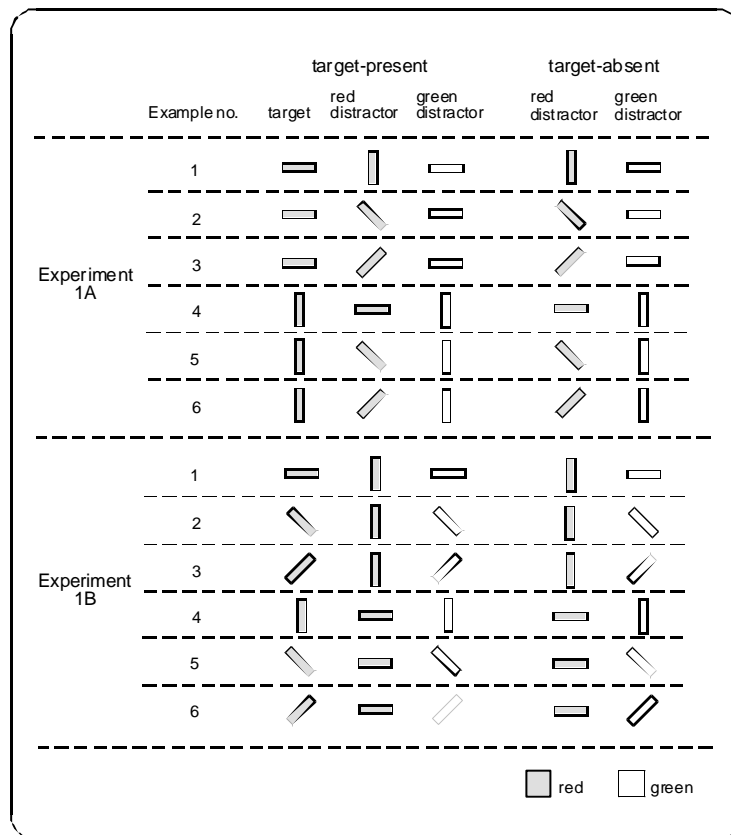 target-present target-absent
Example no. target red distractor green distractor red distractor green distractor
Experiment 1A
1
2
3
4
5
6
Experiment 1B
1
2
3
4
5
6
red green